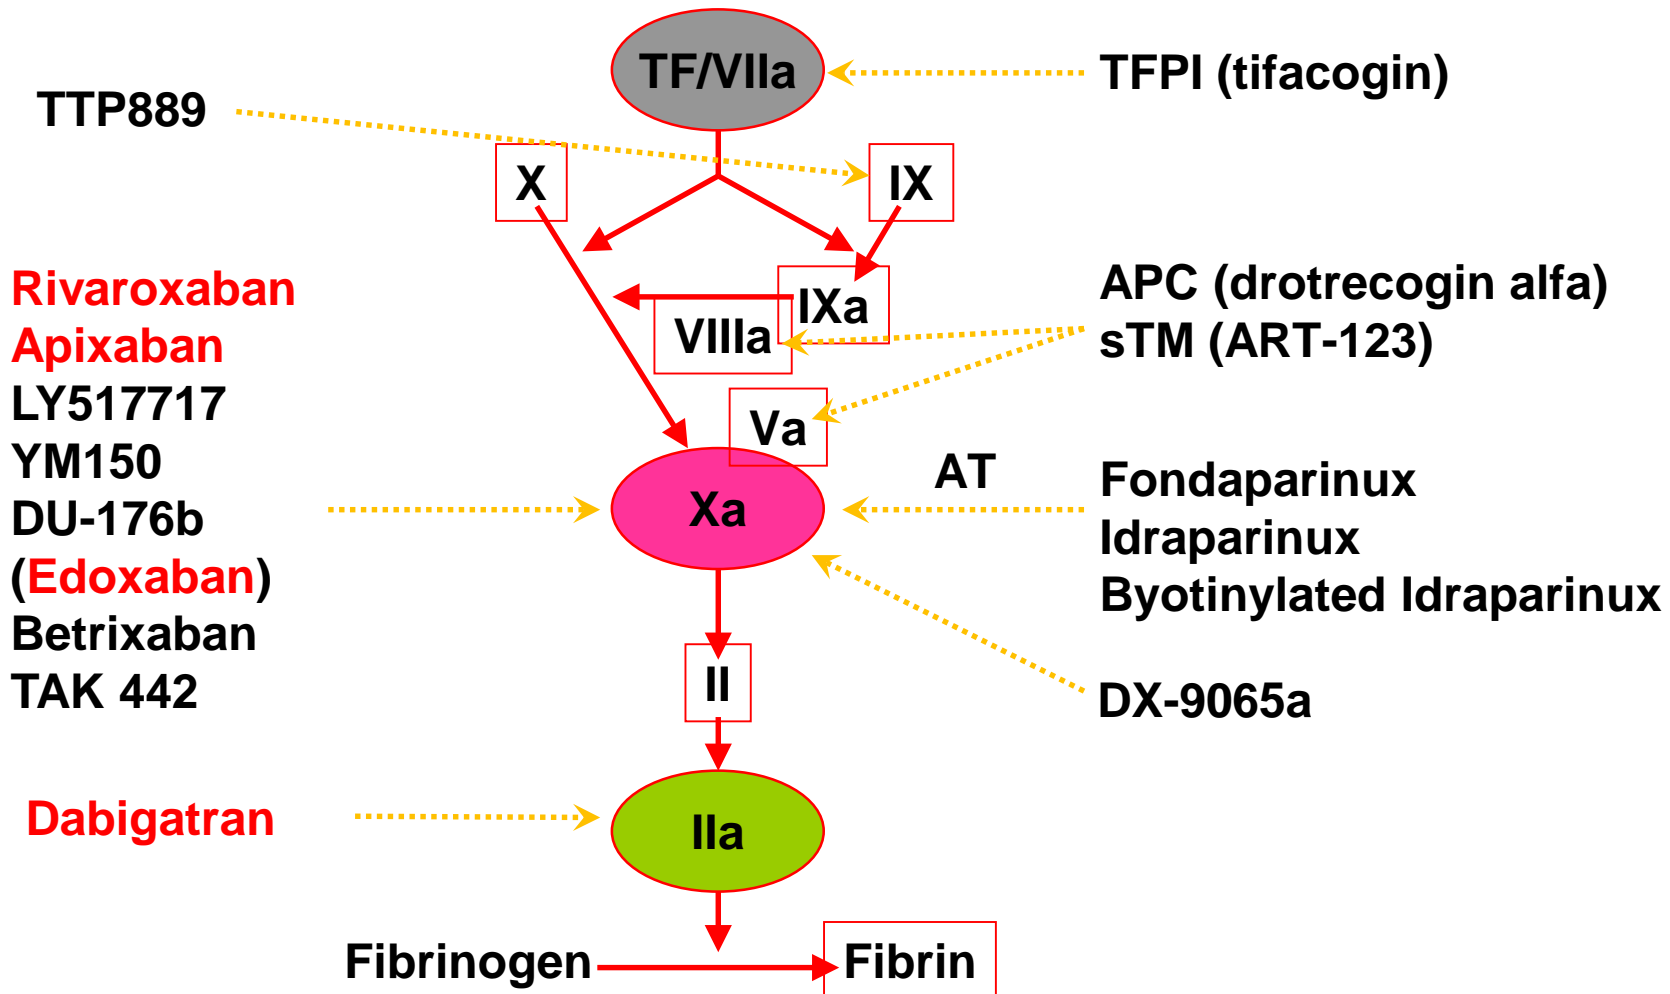 TF/VIIa
TFPI (tifacogin)
TTP889
X
IX
IXa
VIIIa
APC (drotrecogin alfa)
sTM (ART-123)
Rivaroxaban
Apixaban
LY517717
YM150
DU-176b
(Edoxaban)
Betrixaban
TAK 442
Va
Xa
AT
Fondaparinux
Idraparinux
Byotinylated Idraparinux
DX-9065a
II
Dabigatran
IIa
Fibrinogen
Fibrin